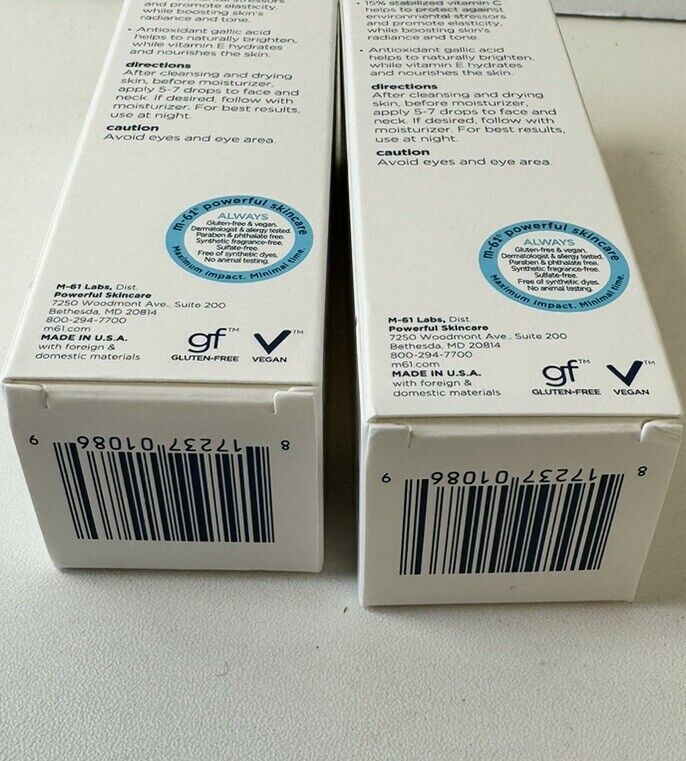 stressors
and promote elasticity,
while boosting skin's
radiance and tone.
• Antioxidant gallic acid
helps to naturally brighten,
while vitamin E hydrates
and nourishes the skin.
directions
After cleansing and drying
skin, before moisturizer,
apply 5-7 drops to face and
neck. If desired, follow with
moisturizer. For best results,
use at night.
caution
Avoid eyes and eye area.
m-61® powerful skincare
ALWAYS
Gluten-free & vegan.
Dermatologist & allergy tested.
Paraben & phthalate free.
Synthetic fragrance-free.
Sulfate-free.
Free of synthetic dyes.
No animal testing.
Maximum impact. Minimal time.
M-61 Labs, Dist.
Powerful Skincare
7250 Woodmont Ave., Suite 200
Bethesda, MD 20814
800-294-7700
m61.com
MADE IN U.S.A.
with foreign &
domestic materials
gf™
GLUTEN-FREE
V™
VEGAN
8 17237 01086 9
• 15% stabilized vitamin C
helps to protect against
environmental stressors
and promote elasticity,
while boosting skin's
radiance and tone.
• Antioxidant gallic acid
helps to naturally brighten,
while vitamin E hydrates
and nourishes the skin.
directions
After cleansing and drying
skin, before moisturizer,
apply 5-7 drops to face and
neck. If desired, follow with
moisturizer. For best results,
use at night.
caution
Avoid eyes and eye area.
m-61® powerful skincare
ALWAYS
Gluten-free & vegan.
Dermatologist & allergy tested.
Paraben & phthalate free.
Synthetic fragrance-free.
Sulfate-free.
Free of synthetic dyes.
No animal testing.
Maximum impact. Minimal time.
M-61 Labs, Dist.
Powerful Skincare
7250 Woodmont Ave., Suite 200
Bethesda, MD 20814
800-294-7700
m61.com
MADE IN U.S.A.
with foreign &
domestic materials
gf™
GLUTEN-FREE
V™
VEGAN
8 17237 01086 9